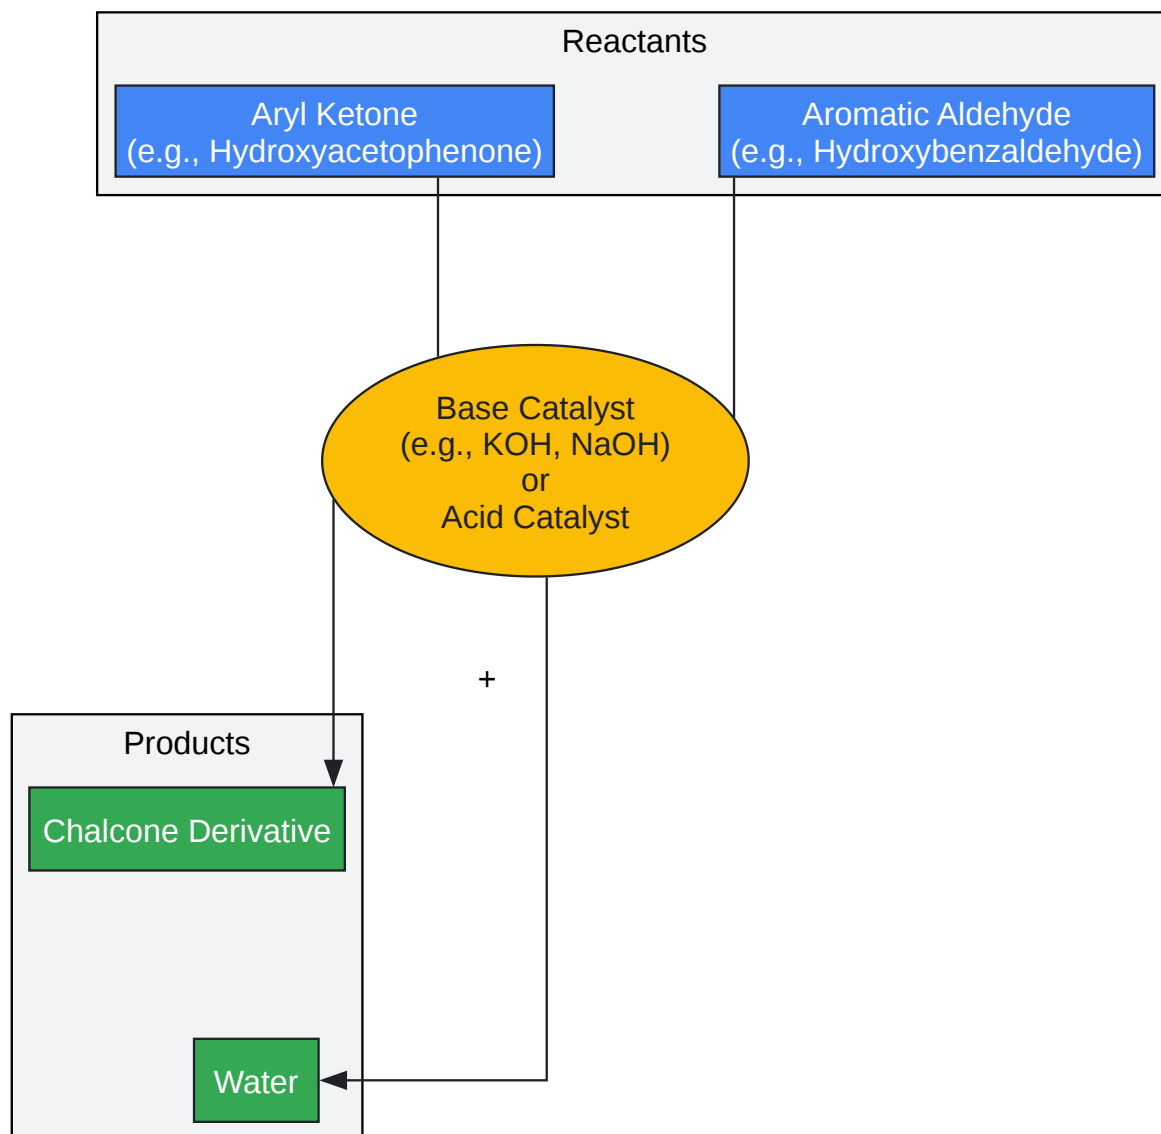 Reactants
Aryl Ketone
(e.g., Hydroxyacetophenone)
Aromatic Aldehyde
(e.g., Hydroxybenzaldehyde)
Base Catalyst
(e.g., KOH, NaOH)
or
Acid Catalyst
+
Products
Chalcone Derivative
Water